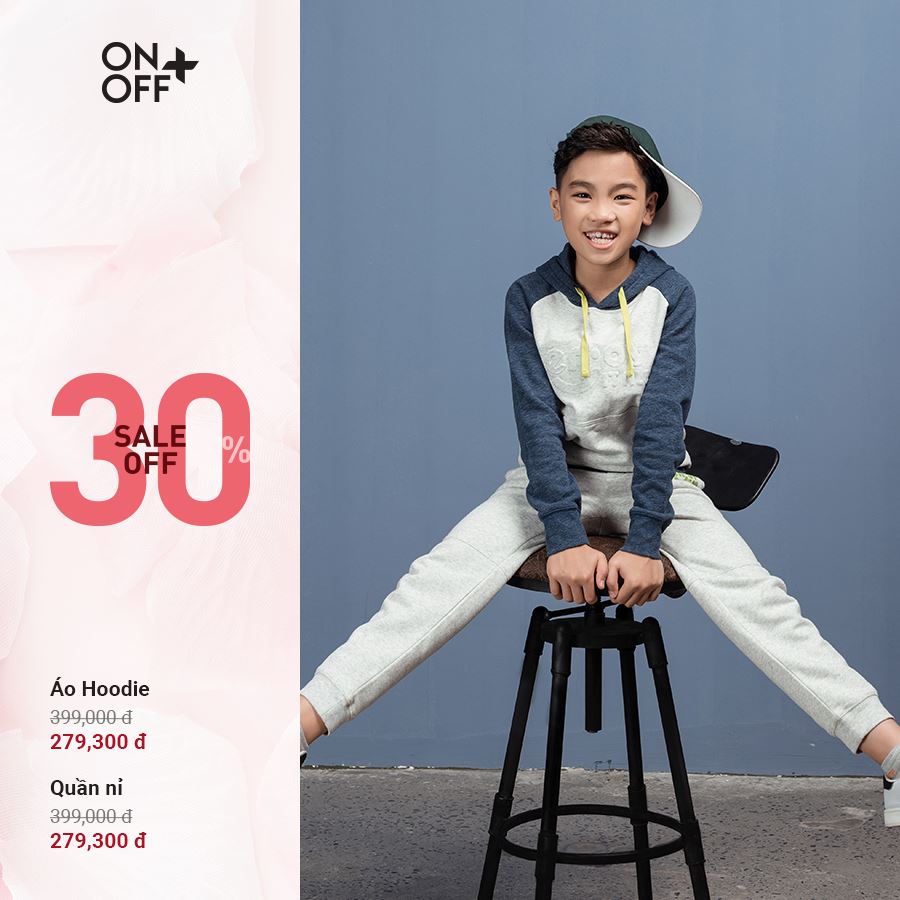 ON
OFF
30
SALE
OFF
%
Áo Hoodie
399,000 đ
279,300 đ
Quần nỉ
399,000 đ
279,300 đ